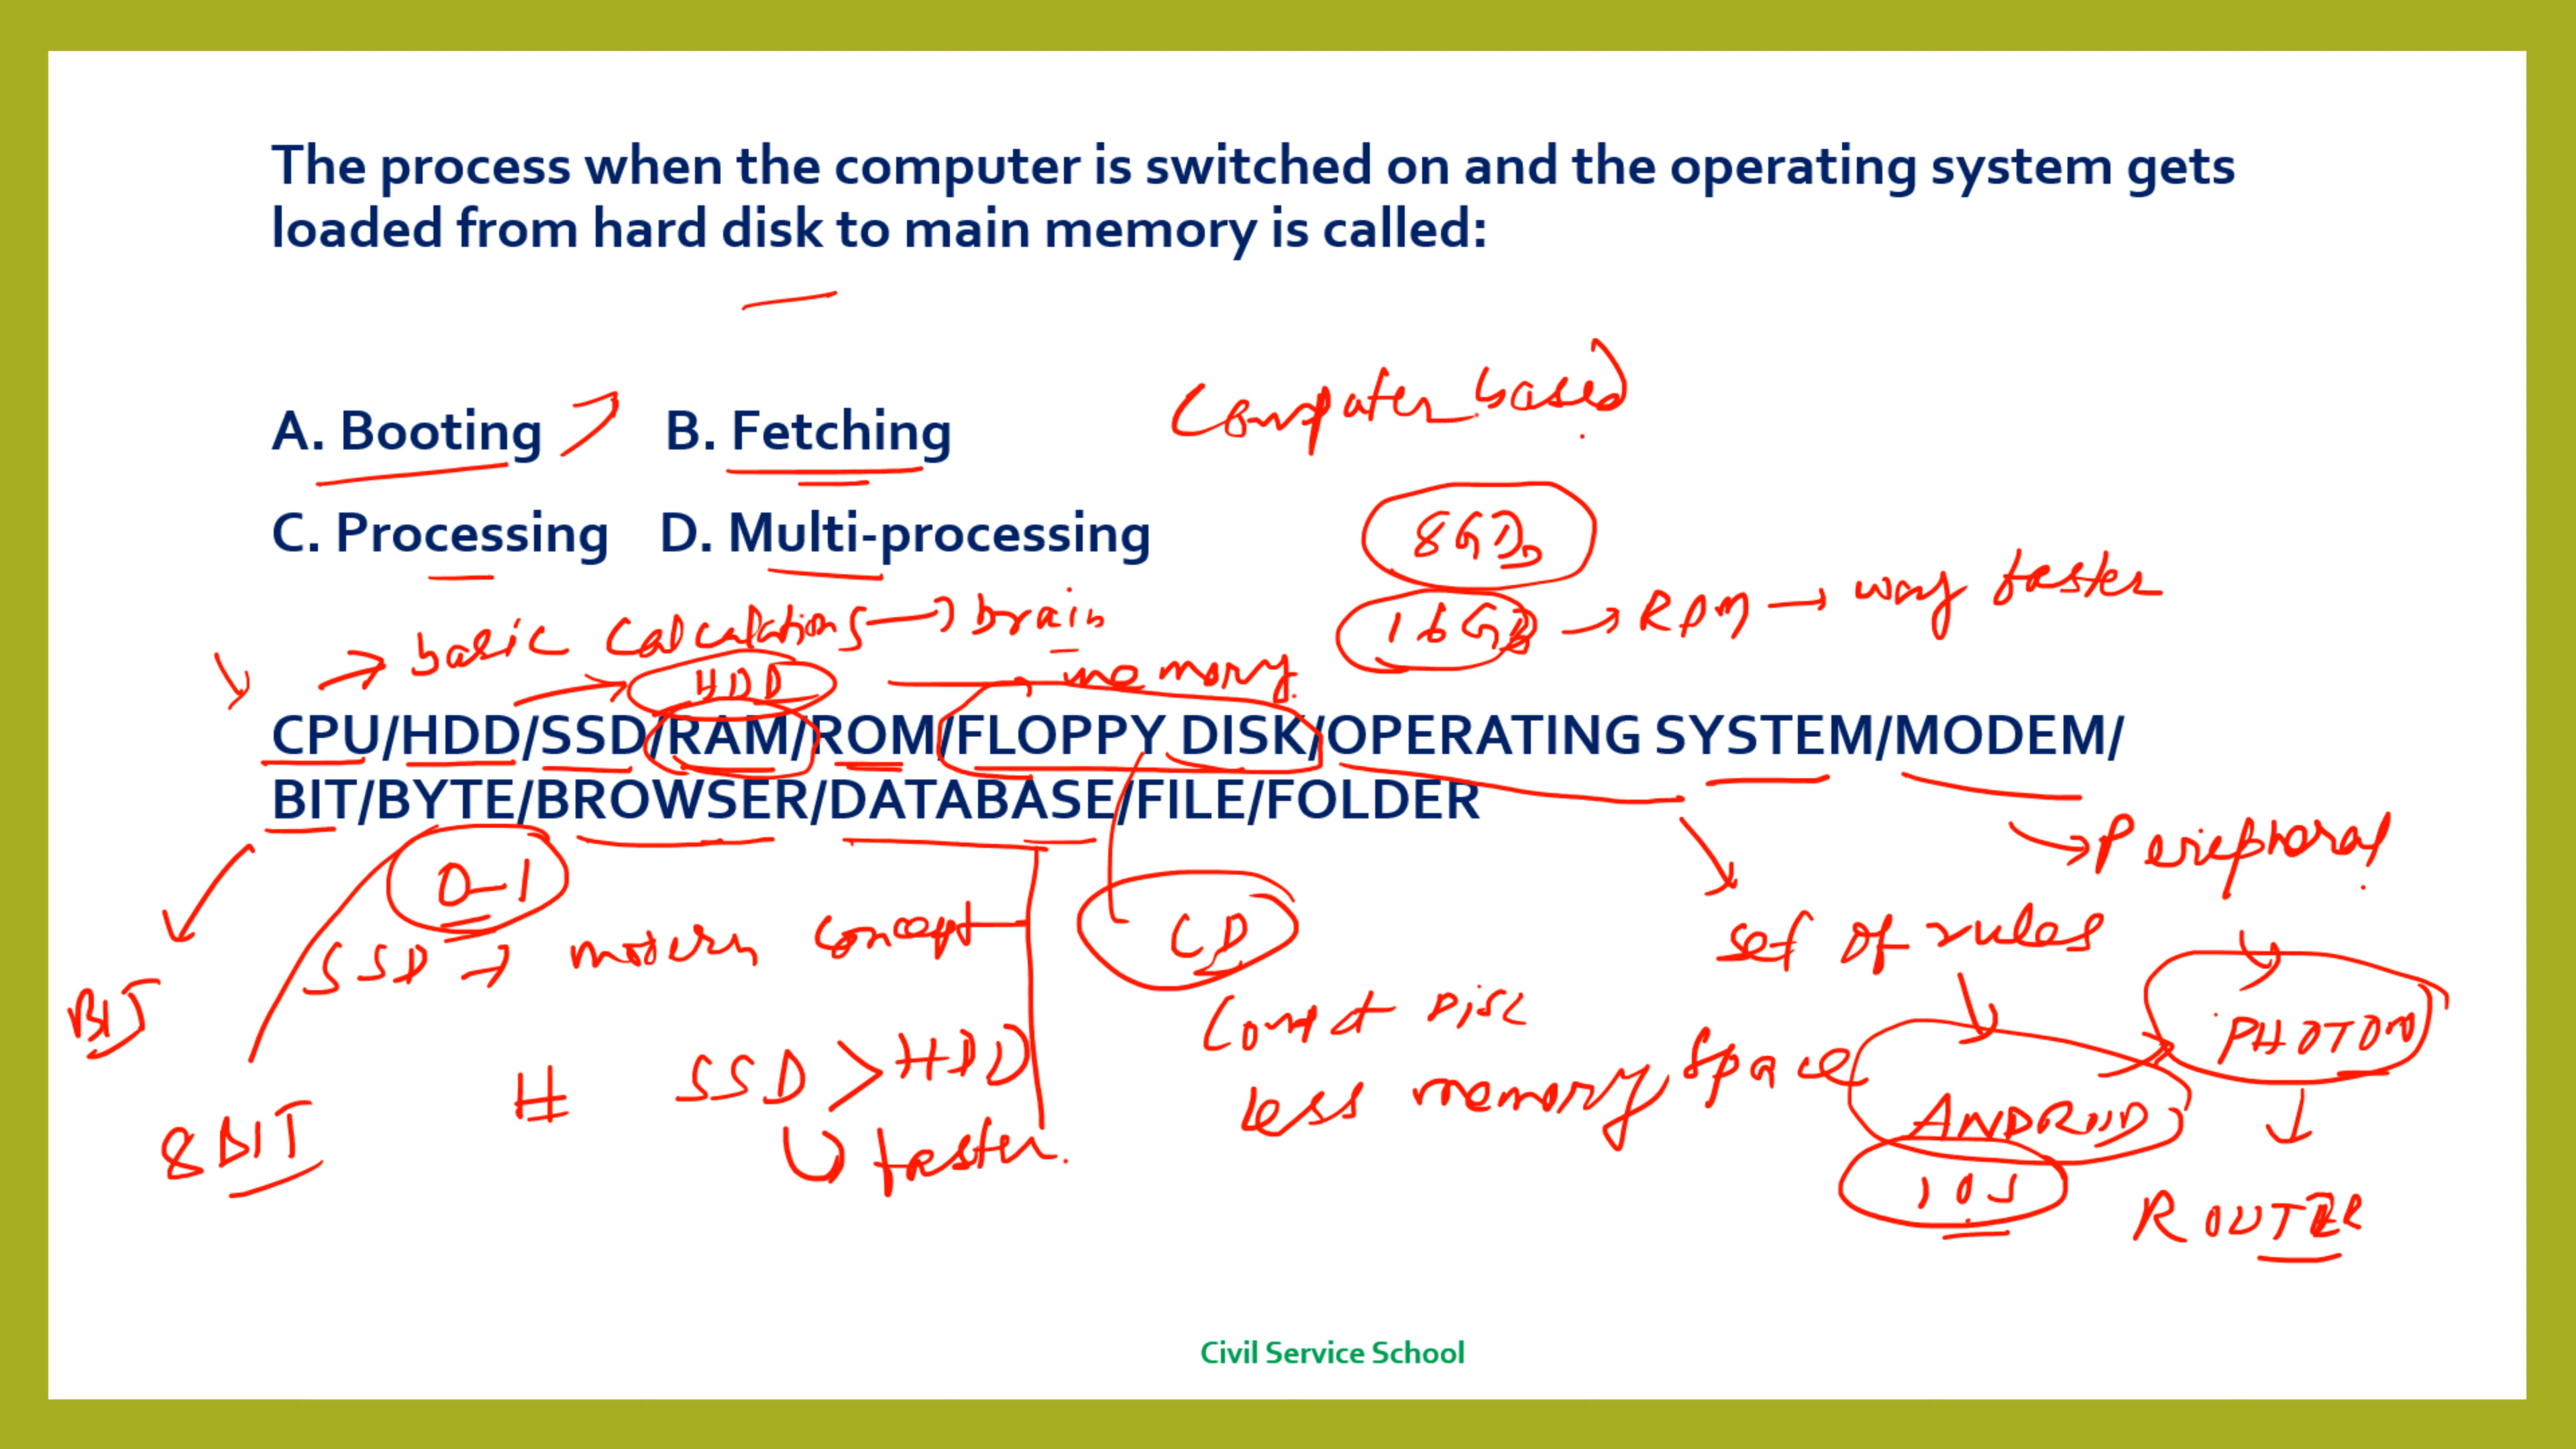 The process when the computer is switched on and the operating system gets
loaded from hard disk to main memory is called:
Computer based
A. Booting B. Fetching
C. Processing D. Multi-processing
8GB
16GB → RPM → way faster
→ basic calculations → brain
HDD memory
CPU/HDD/SSD/RAM/ROM/FLOPPY DISK/OPERATING SYSTEM/MODEM/
BIT/BYTE/BROWSER/DATABASE/FILE/FOLDER
→ Perepheral
0-1
SSD → modern concept
CD
set of rules
BIT
Disc
PHOTON
SSD > HDD
less memory space
ANDROID
8 BIT
faster.
IOS
ROUTER
Civil Service School